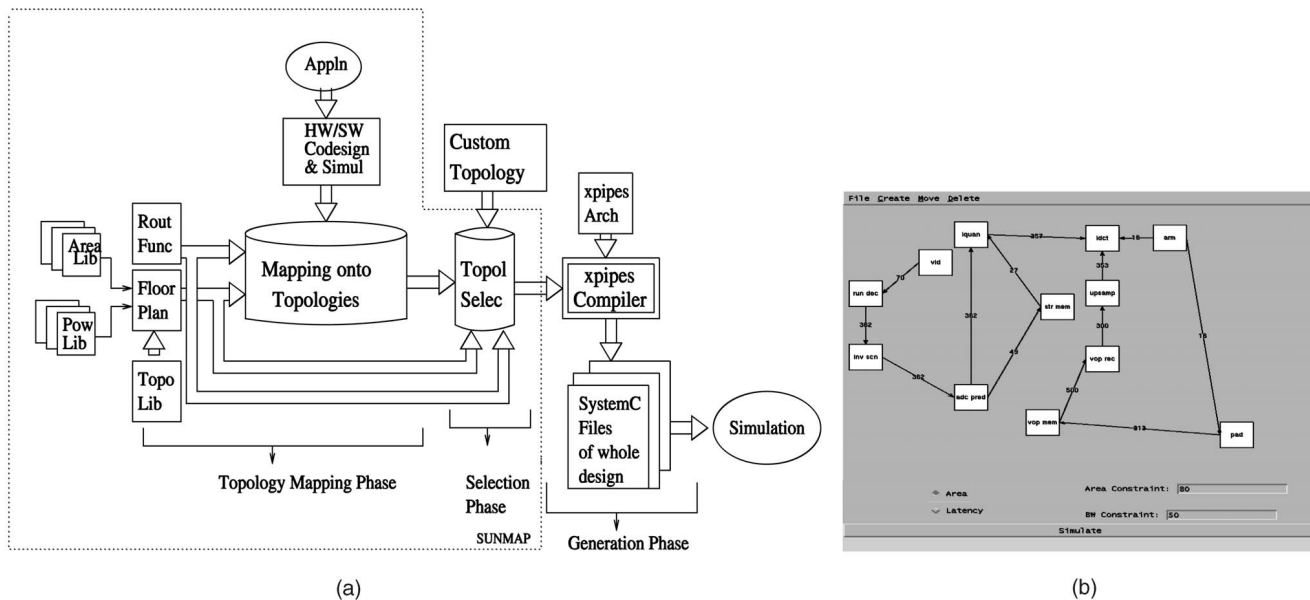 Appln
HW/SW
Codesign
& Simul
Custom
Topology
xpipes
Arch
Rout
Func
Area
Lib
Floor
Plan
Pow
Lib
Topo
Lib
Mapping onto
Topologies
Topol
Selec
xpipes
Compiler
SystemC
Files
of whole
design
Simulation
Topology Mapping Phase
Selection
Phase
SUNMAP
Generation Phase
(a)
File Create Move Delete
iquan
357
idct
16
arm
vid
70
27
353
run dec
upsamp
str mem
362
362
300
16
inv scn
vop rec
362
49
500
adc pred
vop mem
313
pad
Area
Latency
Area Constraint: 80
BW Constraint: 50
Simulate
(b)